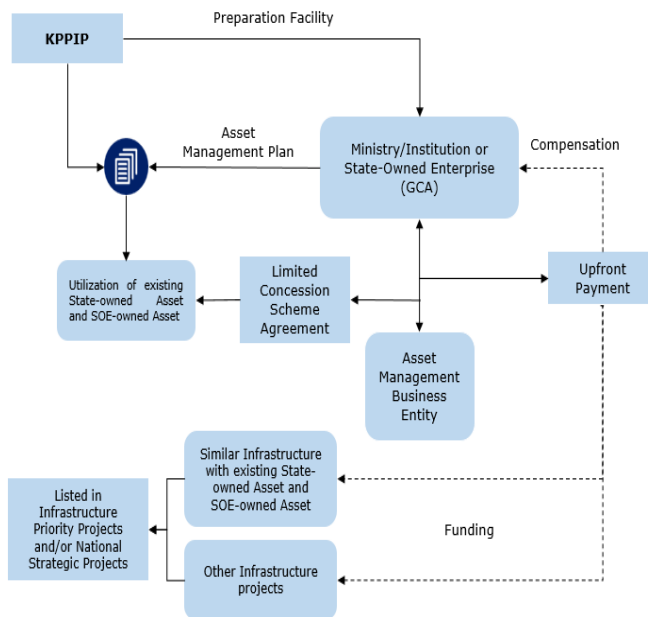 Preparation Facility
KPPIP
Asset
Management Plan
Ministry/Institution or
State-Owned Enterprise
(GCA)
Compensation
Utilization of existing
State-owned Asset
and SOE-owned Asset
Limited
Concession
Scheme
Agreement
Upfront
Payment
Asset
Management
Business
Entity
Similar Infrastructure
with existing State-
owned Asset and
SOE-owned Asset
Listed in
Infrastructure
Priority Projects
and/or National
Strategic Projects
Funding
Other Infrastructure
projects